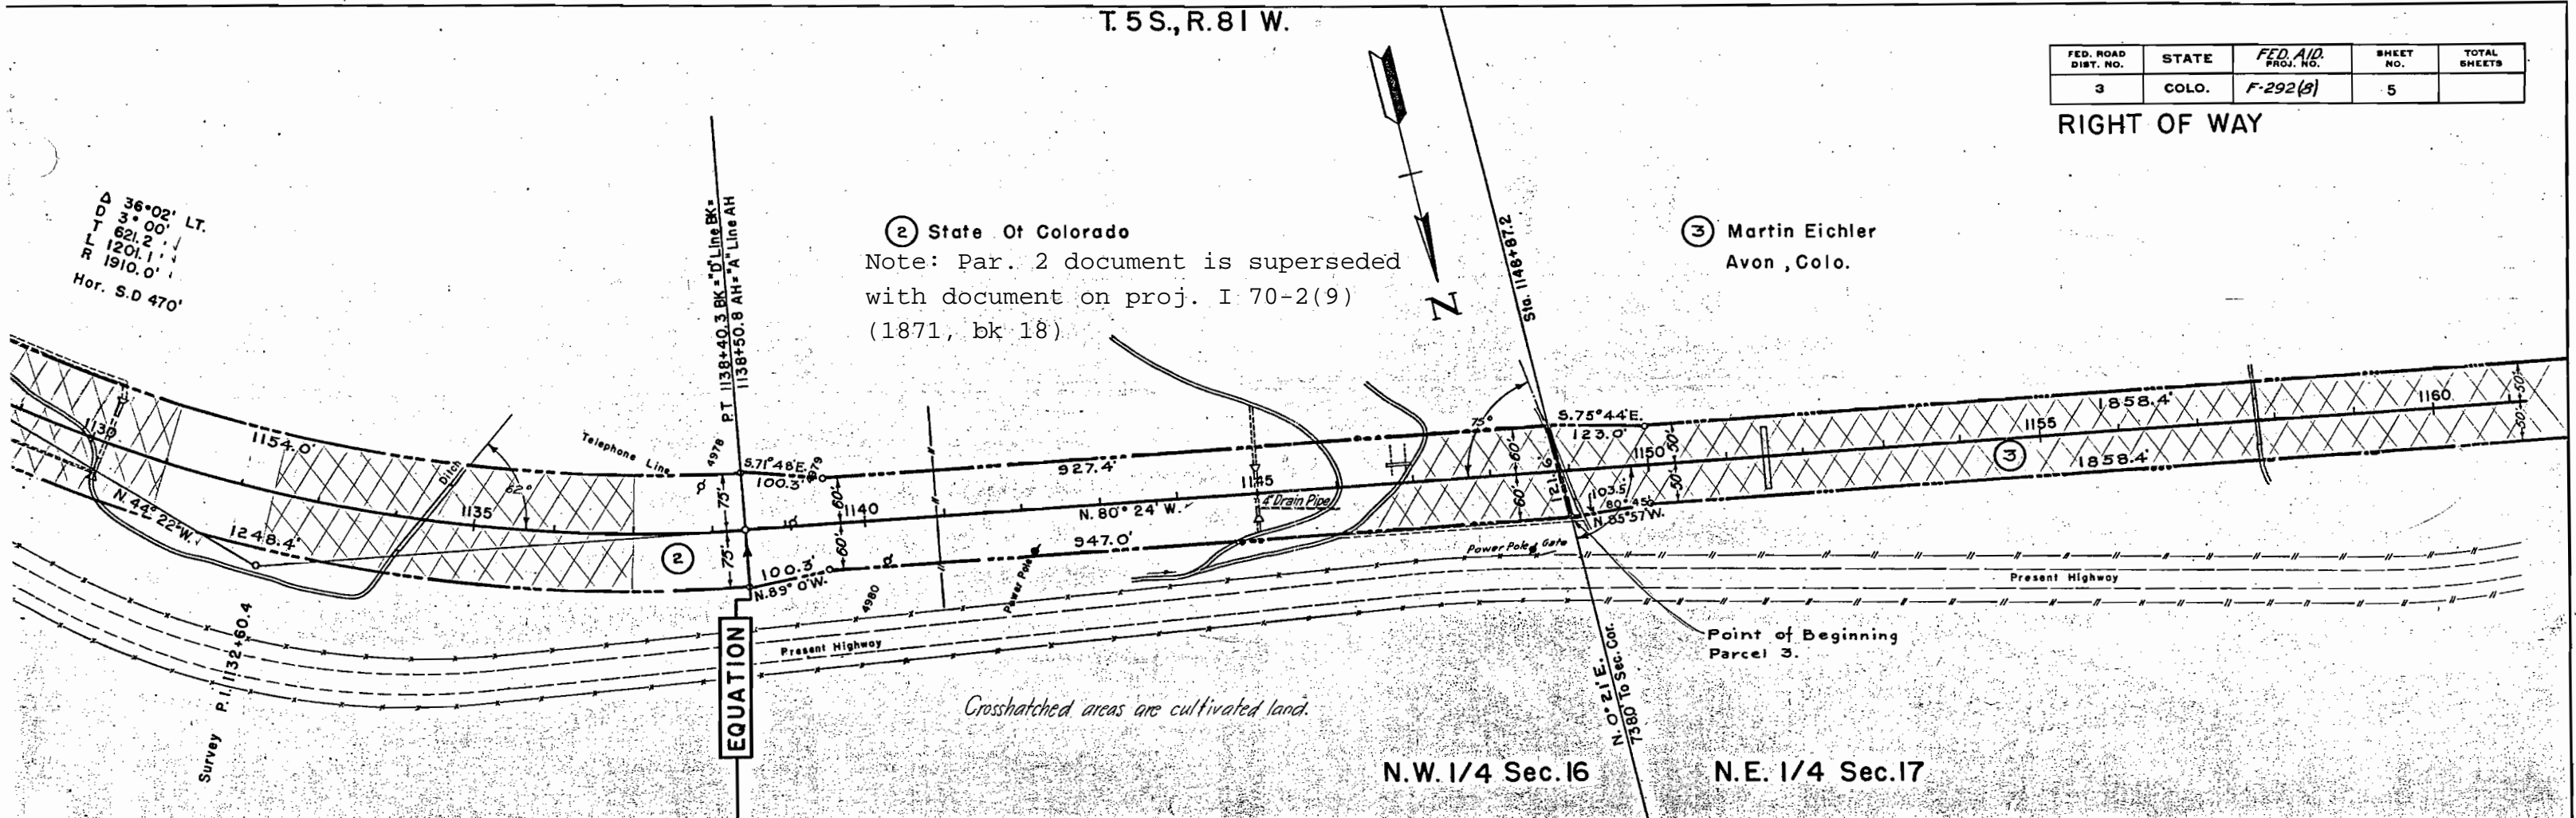 T. 5 S., R. 81 W.
FED. ROAD DIST. NO.
STATE
FED. AID. PROJ. NO.
SHEET NO.
TOTAL SHEETS
3
COLO.
F-292(8)
5
RIGHT OF WAY
Δ 36°02' LT.
D 3°00'
T 621.2'
L 1201.1'
R 1910.0'
Hor. S.D 470'
P.T. 1138+40.3 BK = "D" Line BK =
1138+50.8 AH = "A" Line AH
2 State Of Colorado
Note: Par. 2 document is superseded
with document on proj. I 70-2(9)
(1871, bk 18)
N
Sta. 1148+87.2
3 Martin Eichler
Avon, Colo.
1130
1154.0'
Ditch
62°
1135
Telephone Line
4978
S.71°48'E.
100.3'
4979
75'
75'
60'
60'
1140
927.4'
N. 80° 24' W.
1145
4" Drain Pipe
75°
60'
60'
121.9'
S.75°44'E.
123.0'
1150
50'
50'
103.5'
80°45'
N.85°57'W.
1155
1858.4'
3
1858.4'
1160
50'
50'
N. 44° 22' W.
1248.4'
2
100.3'
N.89°0'W.
4980
Power Pole
947.0'
Power Pole
Gate
Present Highway
Present Highway
Survey P.I. 1132+60.4
EQUATION
Crosshatched areas are cultivated land.
Point of Beginning
Parcel 3.
N. 0° 21' E.
7380' To Sec. Cor.
N.W. 1/4 Sec. 16
N.E. 1/4 Sec. 17